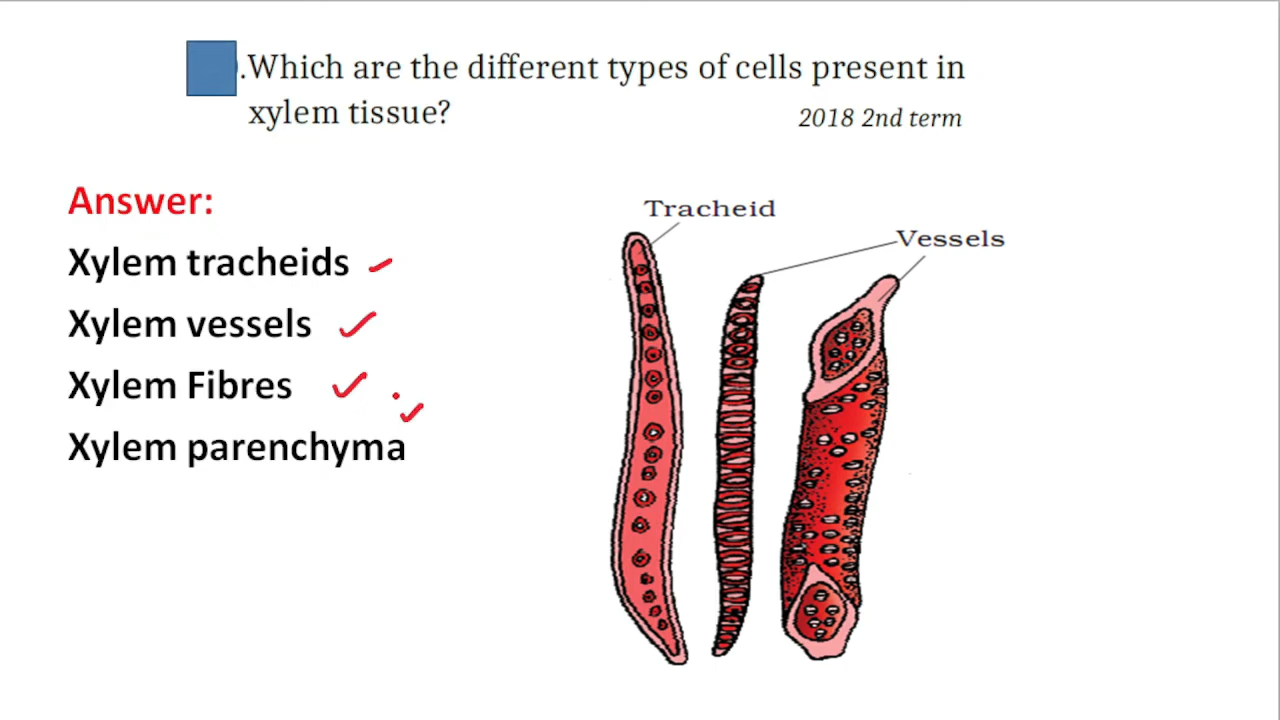 .Which are the different types of cells present in
xylem tissue?
2018 2nd term
Answer:
Xylem tracheids
Xylem vessels
Xylem Fibres
Xylem parenchyma
Tracheid
Vessels